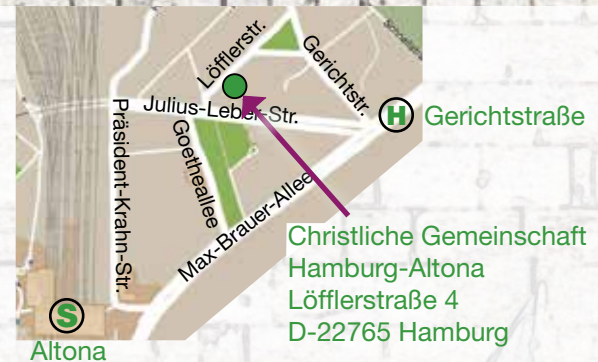 Löfflerstr.
Gerichtstr.
Julius-Leber-Str.
Präsident-Krahn-Str.
Goetheallee
Max-Brauer-Allee
H Gerichtstraße
Christliche Gemeinschaft
Hamburg-Altona
Löfflerstraße 4
D-22765 Hamburg
S
Altona